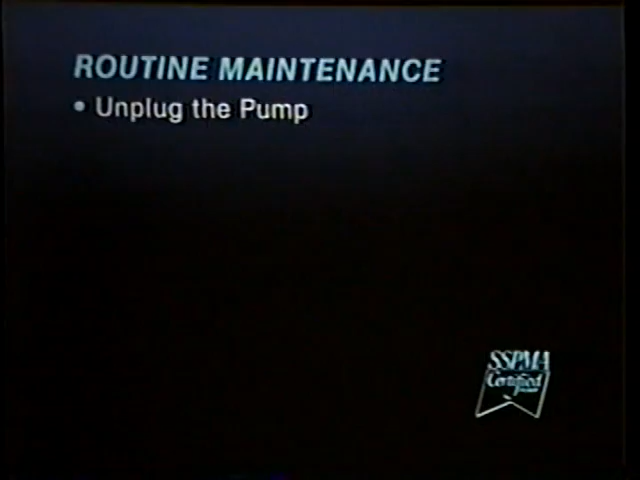 ROUTINE MAINTENANCE
• Unplug the Pump
SSPMA
Certified